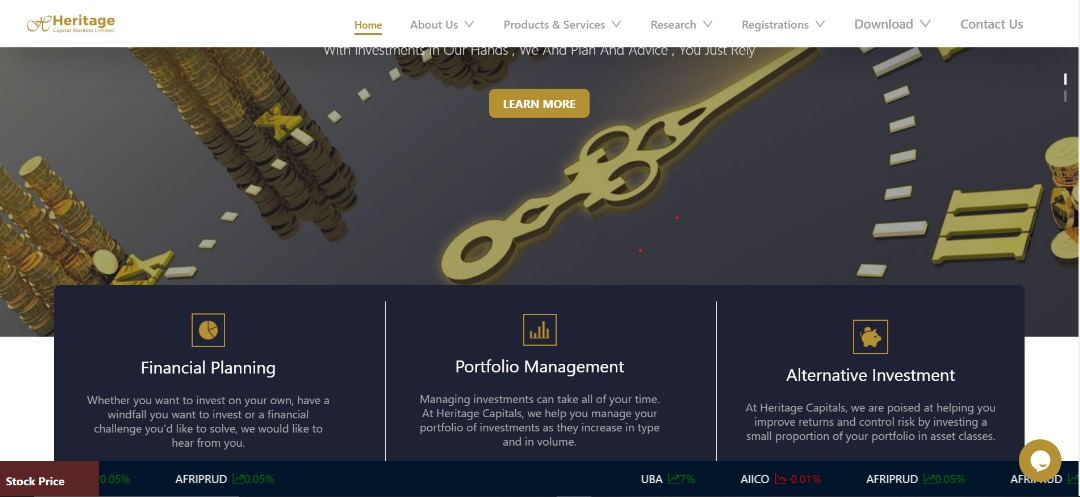 Heritage
Capital Markets Limited
Home
About Us
Products & Services
Research
Registrations
Download
Contact Us
With Investments In Our Hands , We And Plan And Advice , You Just Rely
LEARN MORE
Financial Planning
Whether you want to invest on your own, have a
windfall you want to invest or a financial
challenge you'd like to solve, we would like to
hear from you.
Portfolio Management
Managing investments can take all of your time.
At Heritage Capitals, we help you manage your
portfolio of investments as they increase in type
and in volume.
Alternative Investment
At Heritage Capitals, we are poised at helping you
improve returns and control risk by investing a
small proportion of your portfolio in asset classes.
Stock Price
0.05%
AFRIPRUD 0.05%
UBA 7%
AIICO -0.01%
AFRIPRUD 0.05%